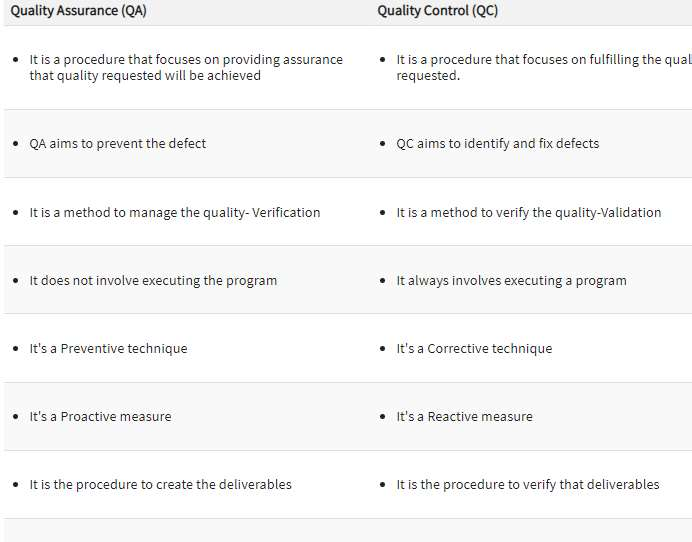 Quality Assurance (QA)
Quality Control (QC)
It is a procedure that focuses on providing assurance
that quality requested will be achieved
It is a procedure that focuses on fulfilling the
requested.
QA aims to prevent the defect
QC aims to identify and fix defects
It is a method to manage the quality- Verification
It is a method to verify the quality-Validation
It does not involve executing the program
It always involves executing a program
It's a Preventive technique
It's a Corrective technique
It's a Proactive measure
It's a Reactive measure
It is the procedure to create the deliverables
It is the procedure to verify that deliverables